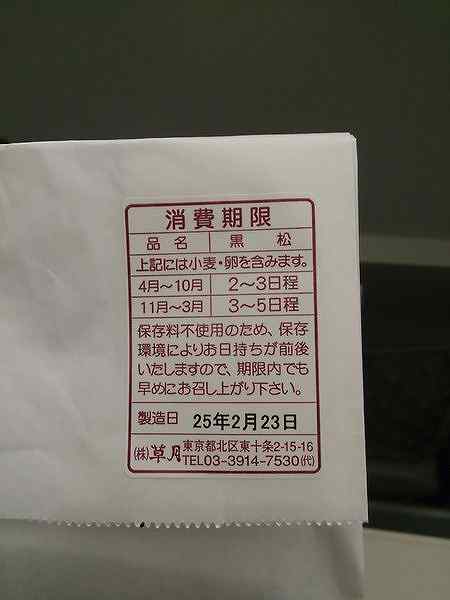 消費期限
品名 黒松
上記には小麦・卵を含みます。
4月～10月 2～3日程
11月～3月 3～5日程
保存料不使用のため、保存
環境によりお日持ちが前後
いたしますので、期限内でも
早めにお召し上がり下さい。
製造日 25年2月23日
㈱草月 東京都北区東十条2-15-16
TEL03-3914-7530㈹